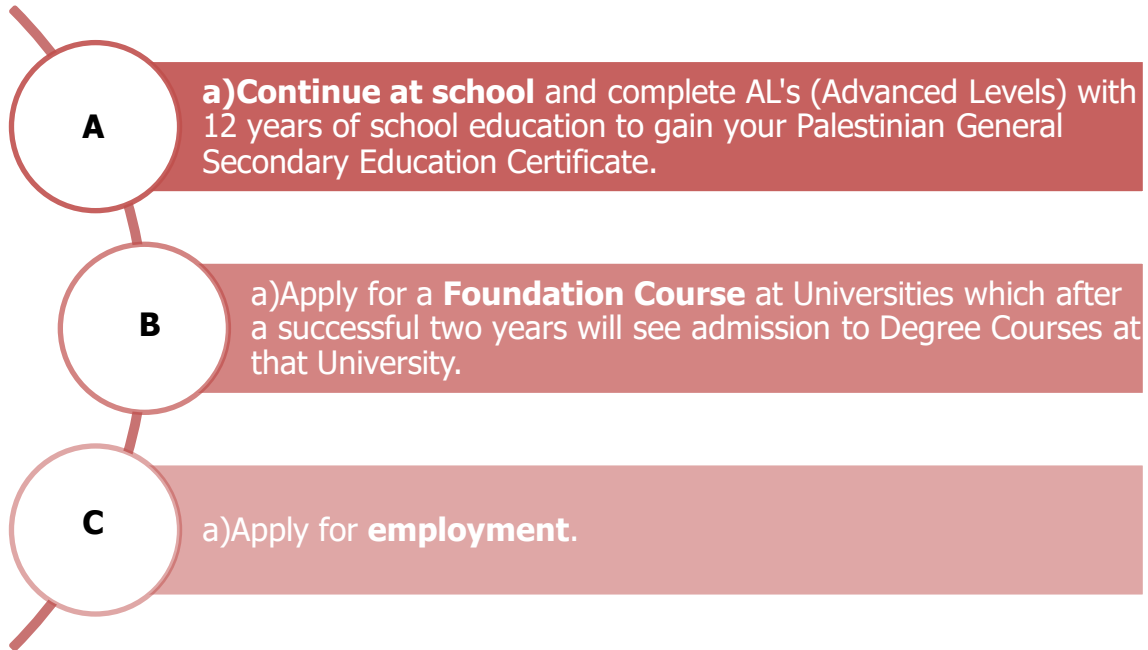 A
a)Continue at school and complete AL's (Advanced Levels) with
12 years of school education to gain your Palestinian General
Secondary Education Certificate.
B
a)Apply for a Foundation Course at Universities which after
a successful two years will see admission to Degree Courses at
that University.
C
a)Apply for employment.